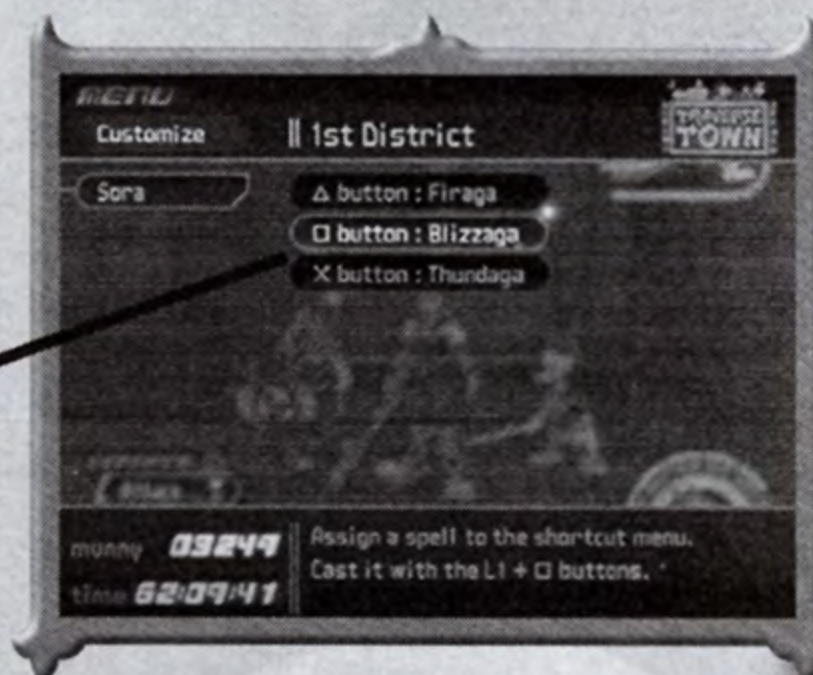 MENU
Customize
1st District
TRAVERSE
TOWN
Sora
△ button : Firaga
□ button : Blizzaga
X button : Thundaga
munny 03249
time 62:09:41
Assign a spell to the shortcut menu.
Cast it with the L1 + □ buttons.